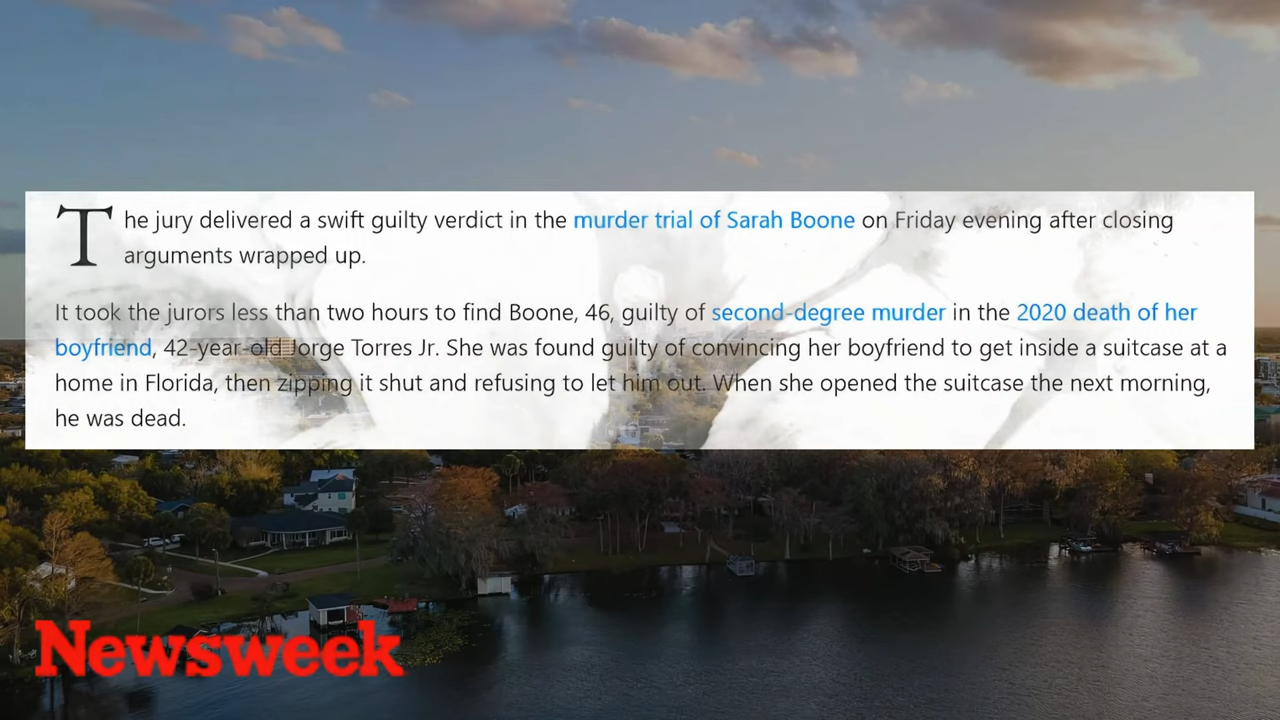 The jury delivered a swift guilty verdict in the murder trial of Sarah Boone on Friday evening after closing
arguments wrapped up.
It took the jurors less than two hours to find Boone, 46, guilty of second-degree murder in the 2020 death of her
boyfriend, 42-year-old Jorge Torres Jr. She was found guilty of convincing her boyfriend to get inside a suitcase at a
home in Florida, then zipping it shut and refusing to let him out. When she opened the suitcase the next morning,
he was dead.
Newsweek